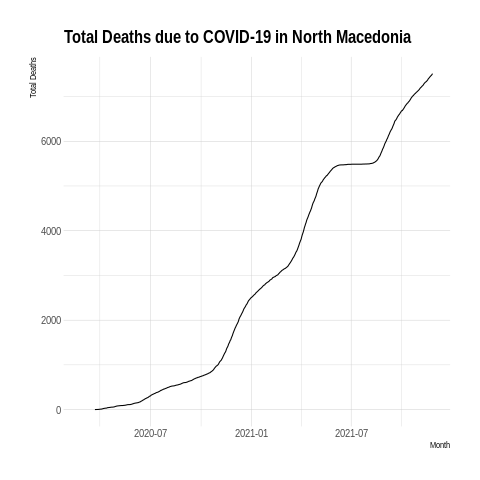 Total Deaths due to COVID-19 in North Macedonia
Total Deaths
6000
4000
2000
0
2020-07
2021-01
2021-07
Month